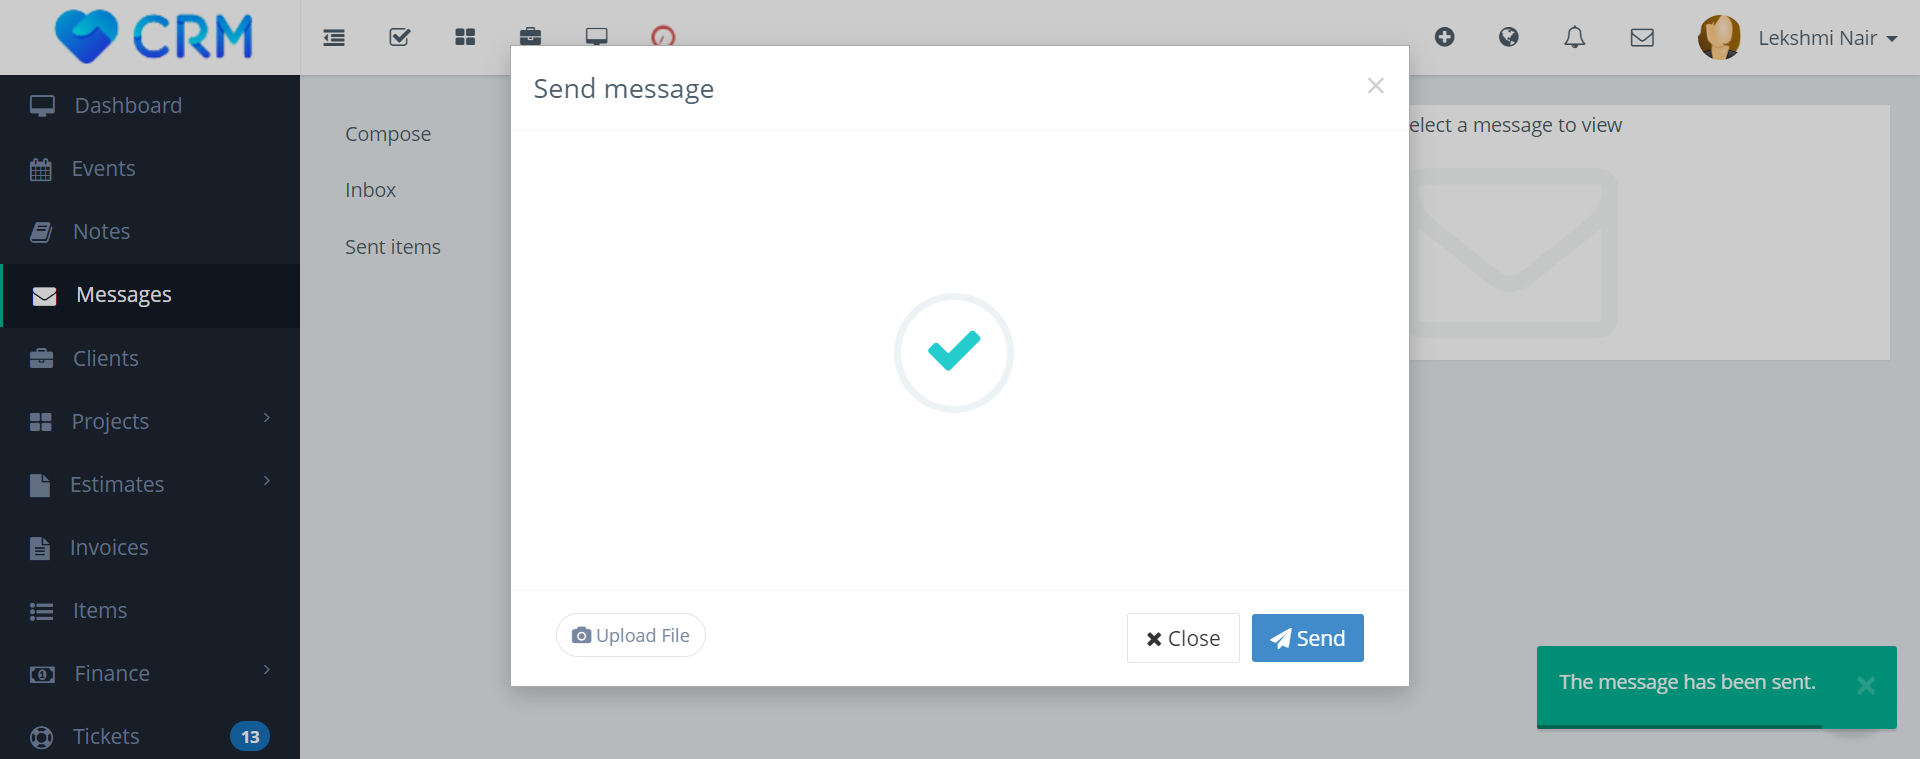 CRM
Lekshmi Nair
Dashboard
Events
Notes
Messages
Clients
Projects
Estimates
Invoices
Items
Finance
Tickets 13
Compose
Inbox
Sent items
Send message
Upload File
Close
Send
elect a message to view
The message has been sent.